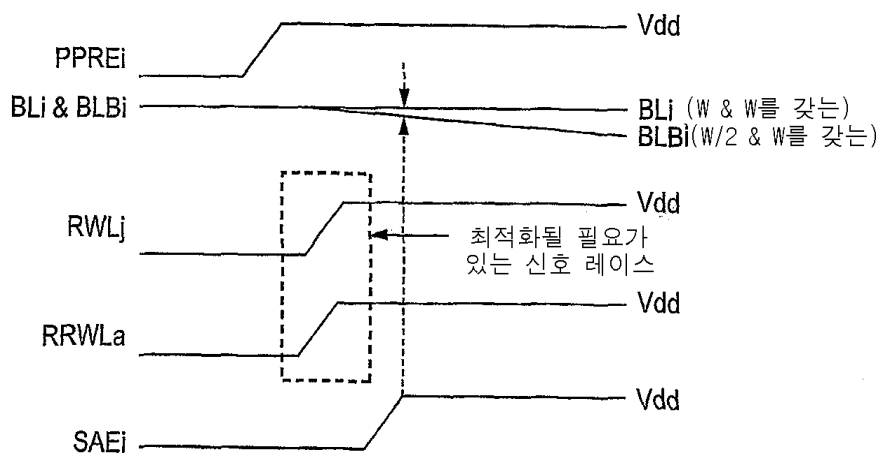 PPREi
Vdd
BLi & BLBi
BLi (W & W를 갖는)
BLBi(W/2 & W를 갖는)
RWLj
Vdd
최적화될 필요가
있는 신호 레이스
RRWLa
Vdd
SAEi
Vdd